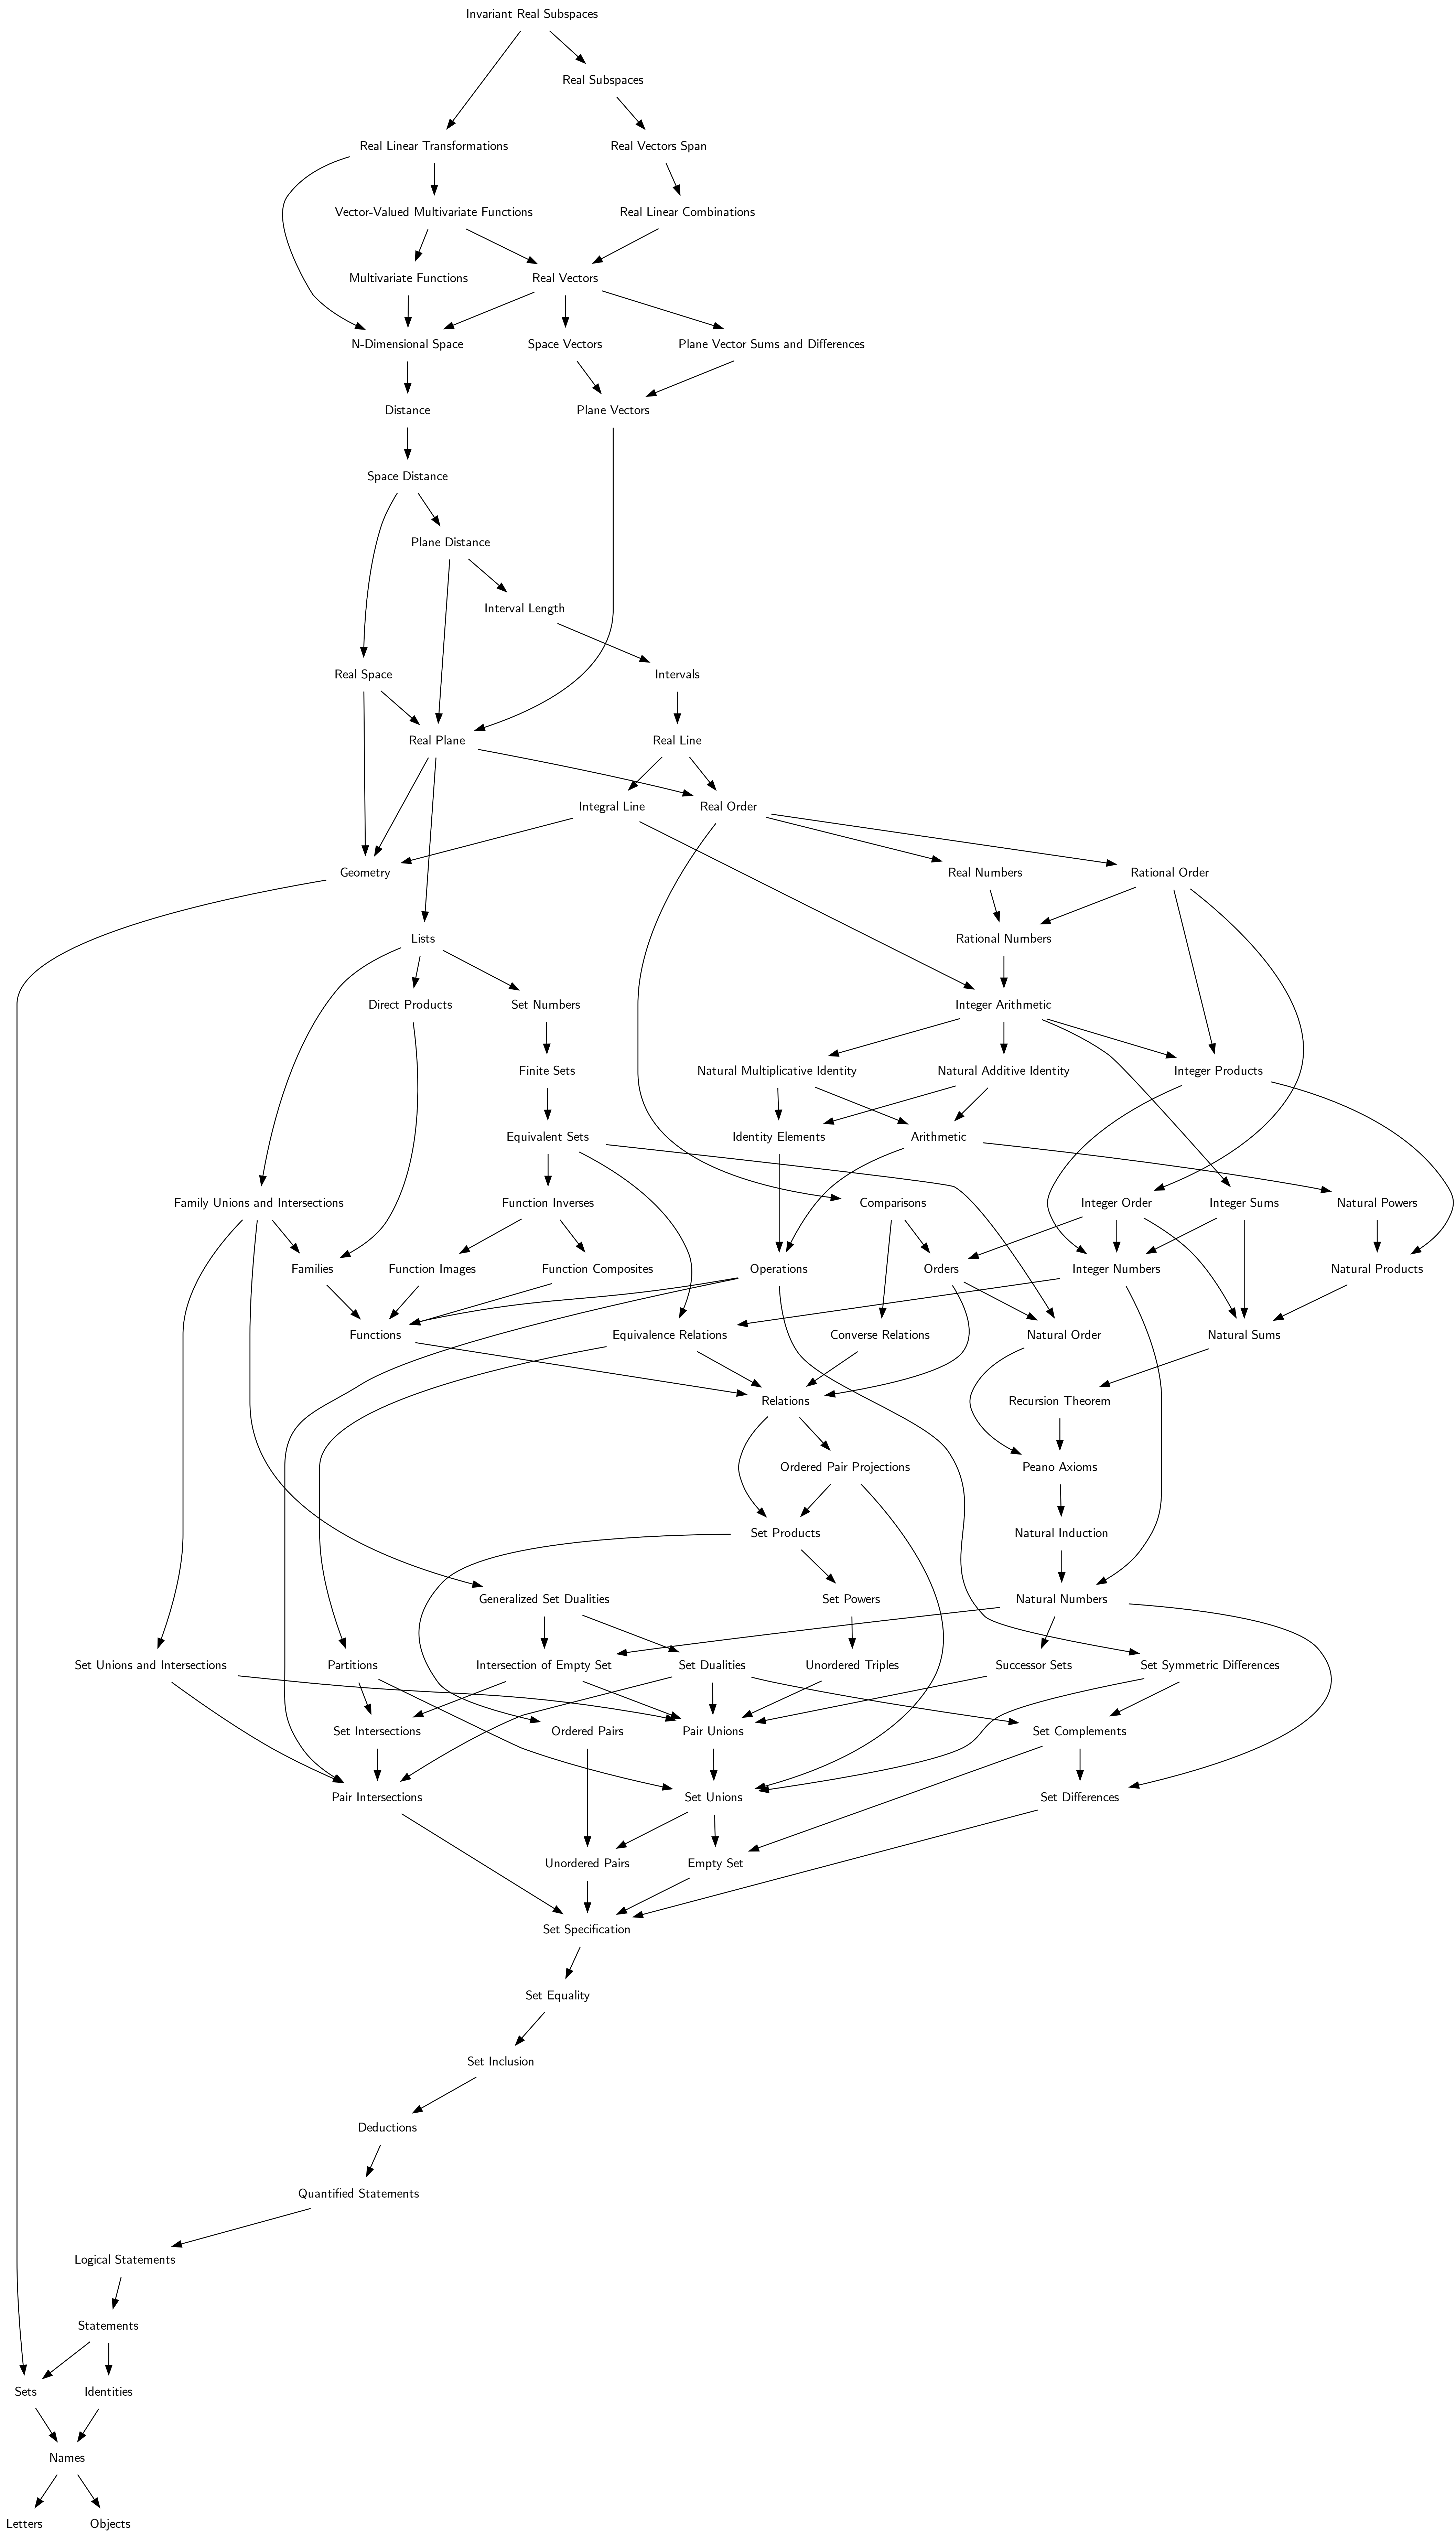 Invariant Real Subspaces
Real Subspaces
Real Linear Transformations
Real Vectors Span
Vector-Valued Multivariate Functions
Real Linear Combinations
Multivariate Functions
Real Vectors
N-Dimensional Space
Space Vectors
Plane Vector Sums and Differences
Distance
Plane Vectors
Space Distance
Plane Distance
Interval Length
Real Space
Intervals
Real Plane
Real Line
Integral Line
Real Order
Geometry
Real Numbers
Rational Order
Lists
Rational Numbers
Direct Products
Set Numbers
Integer Arithmetic
Finite Sets
Natural Multiplicative Identity
Natural Additive Identity
Integer Products
Equivalent Sets
Identity Elements
Arithmetic
Family Unions and Intersections
Function Inverses
Comparisons
Integer Order
Integer Sums
Natural Powers
Families
Function Images
Function Composites
Operations
Orders
Integer Numbers
Natural Products
Functions
Equivalence Relations
Converse Relations
Natural Order
Natural Sums
Relations
Recursion Theorem
Ordered Pair Projections
Peano Axioms
Set Products
Natural Induction
Generalized Set Dualities
Set Powers
Natural Numbers
Set Unions and Intersections
Partitions
Intersection of Empty Set
Set Dualities
Unordered Triples
Successor Sets
Set Symmetric Differences
Set Intersections
Ordered Pairs
Pair Unions
Set Complements
Pair Intersections
Set Unions
Set Differences
Unordered Pairs
Empty Set
Set Specification
Set Equality
Set Inclusion
Deductions
Quantified Statements
Logical Statements
Statements
Sets
Identities
Names
Letters
Objects